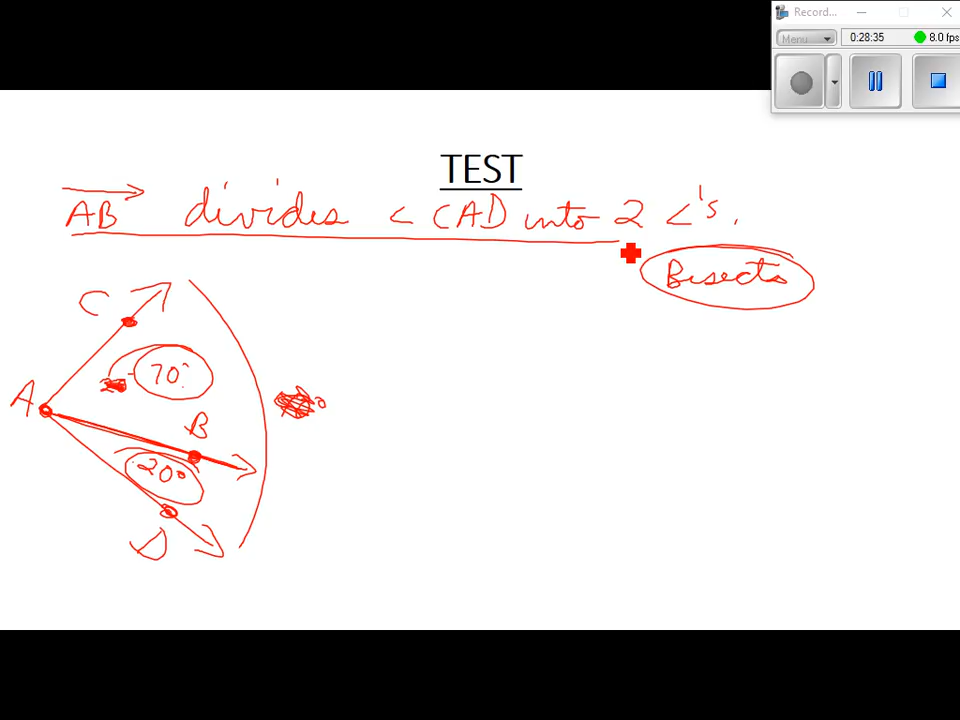 Record...
Menu
0:28:35
8.0 fps
TEST
AB divides < CAD into 2 <'s.
Bisects
C
70°
A
B
20°
D